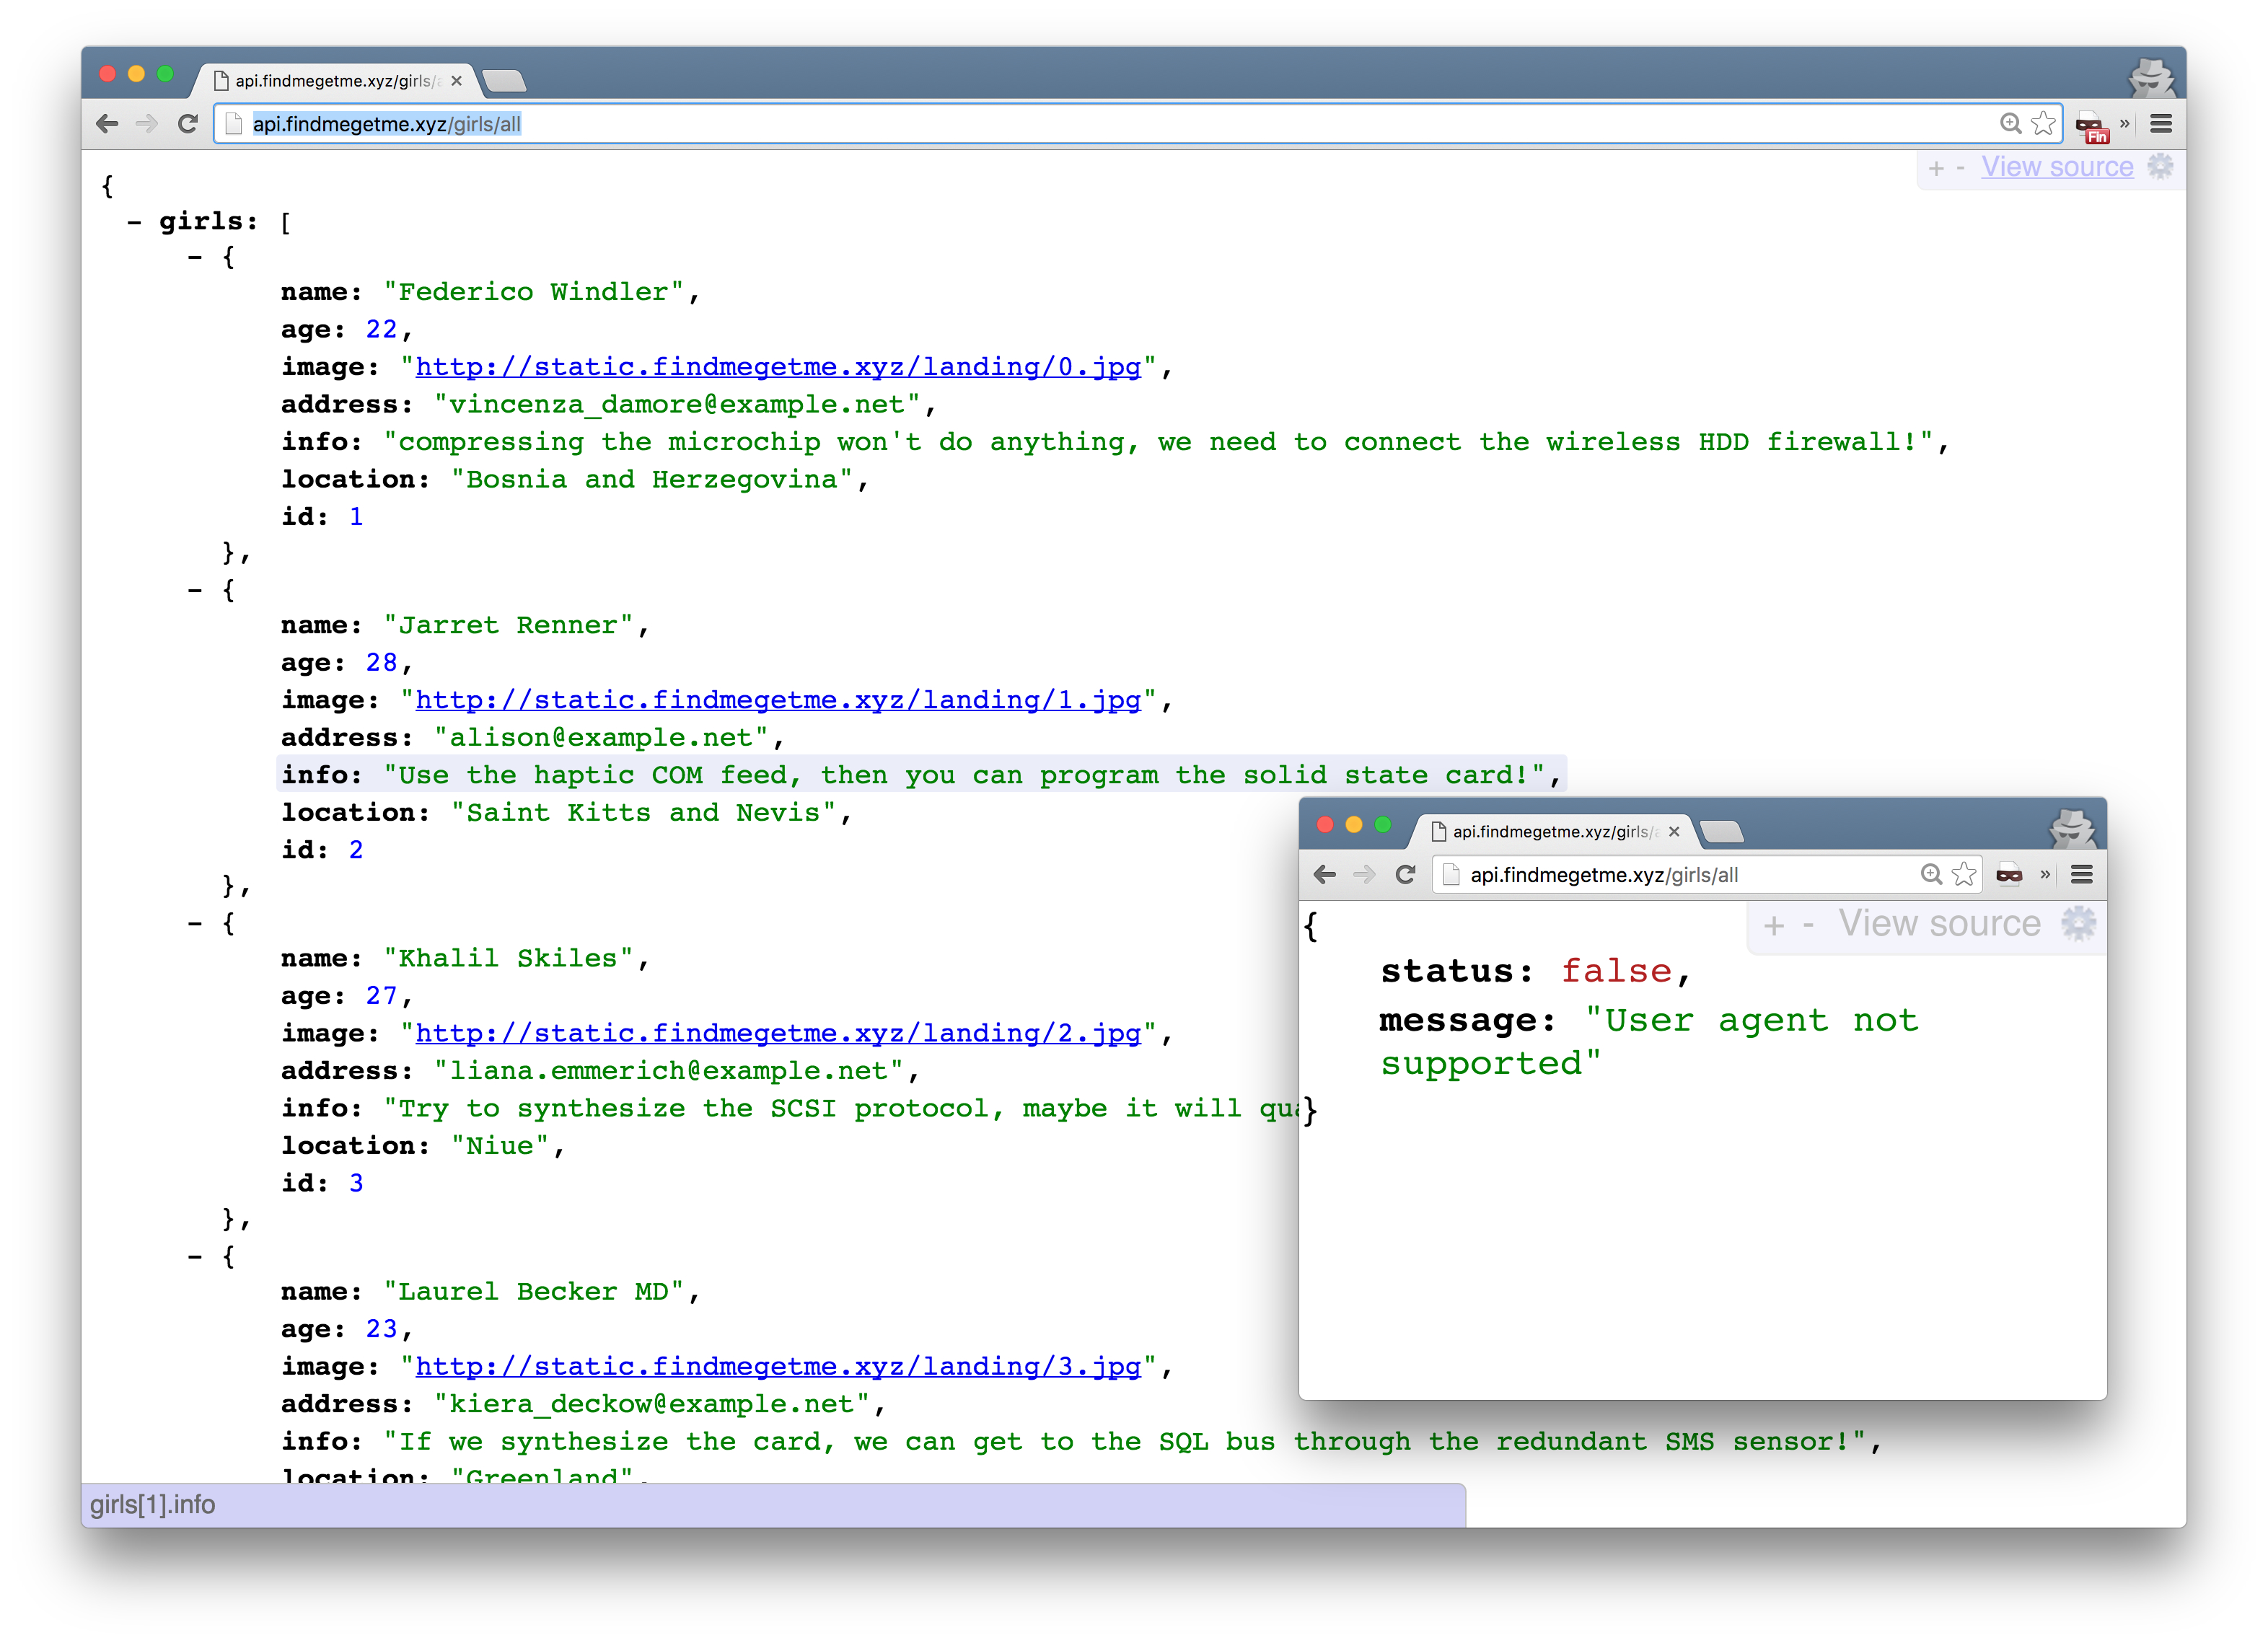 api.findmegetme.xyz/girls/a
api.findmegetme.xyz/girls/all
Fin
»
+ - View source
{
- girls: [
- {
name: "Federico Windler",
age: 22,
image: "http://static.findmegetme.xyz/landing/0.jpg",
address: "vincenza_damore@example.net",
info: "compressing the microchip won't do anything, we need to connect the wireless HDD firewall!",
location: "Bosnia and Herzegovina",
id: 1
},
- {
name: "Jarret Renner",
age: 28,
image: "http://static.findmegetme.xyz/landing/1.jpg",
address: "alison@example.net",
info: "Use the haptic COM feed, then you can program the solid state card!",
location: "Saint Kitts and Nevis",
id: 2
},
- {
name: "Khalil Skiles",
age: 27,
image: "http://static.findmegetme.xyz/landing/2.jpg",
address: "liana.emmerich@example.net",
info: "Try to synthesize the SCSI protocol, maybe it will
location: "Niue",
id: 3
},
- {
name: "Laurel Becker MD",
age: 23,
image: "http://static.findmegetme.xyz/landing/3.jpg",
address: "kiera_deckow@example.net",
info: "If we synthesize the card, we can get to the SQL bus through the redundant SMS sensor!",
location: "Greenland",
girls[1].info
api.findmegetme.xyz/girls/a
api.findmegetme.xyz/girls/all
»
+ - View source
{
status: false,
message: "User agent not
supported"
}